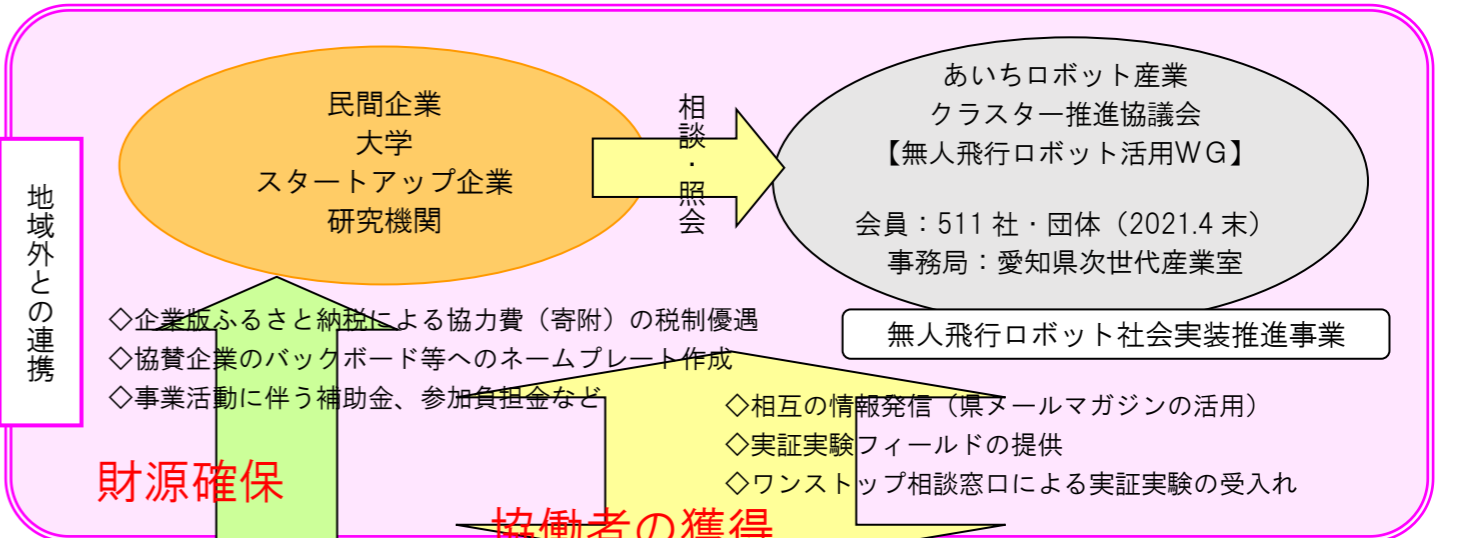 地域外との連携
民間企業
大学
スタートアップ企業
研究機関
相談・照会
あいちロボット産業
クラスター推進協議会
【無人飛行ロボット活用WG】
会員：511 社・団体（2021.4 末）
事務局：愛知県次世代産業室
無人飛行ロボット社会実装推進事業
◇企業版ふるさと納税による協力費（寄附）の税制優遇
◇協賛企業のバックボード等へのネームプレート作成
◇事業活動に伴う補助金、参加負担金など
◇相互の情報発信（県メールマガジンの活用）
◇実証実験フィールドの提供
◇ワンストップ相談窓口による実証実験の受入れ
財源確保
協働者の獲得